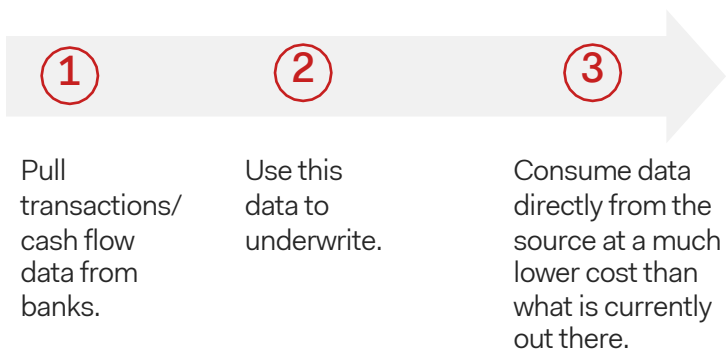 1
Pull
transactions/
cash flow
data from
banks.
2
Use this
data to
underwrite.
3
Consume data
directly from the
source at a much
lower cost than
what is currently
out there.